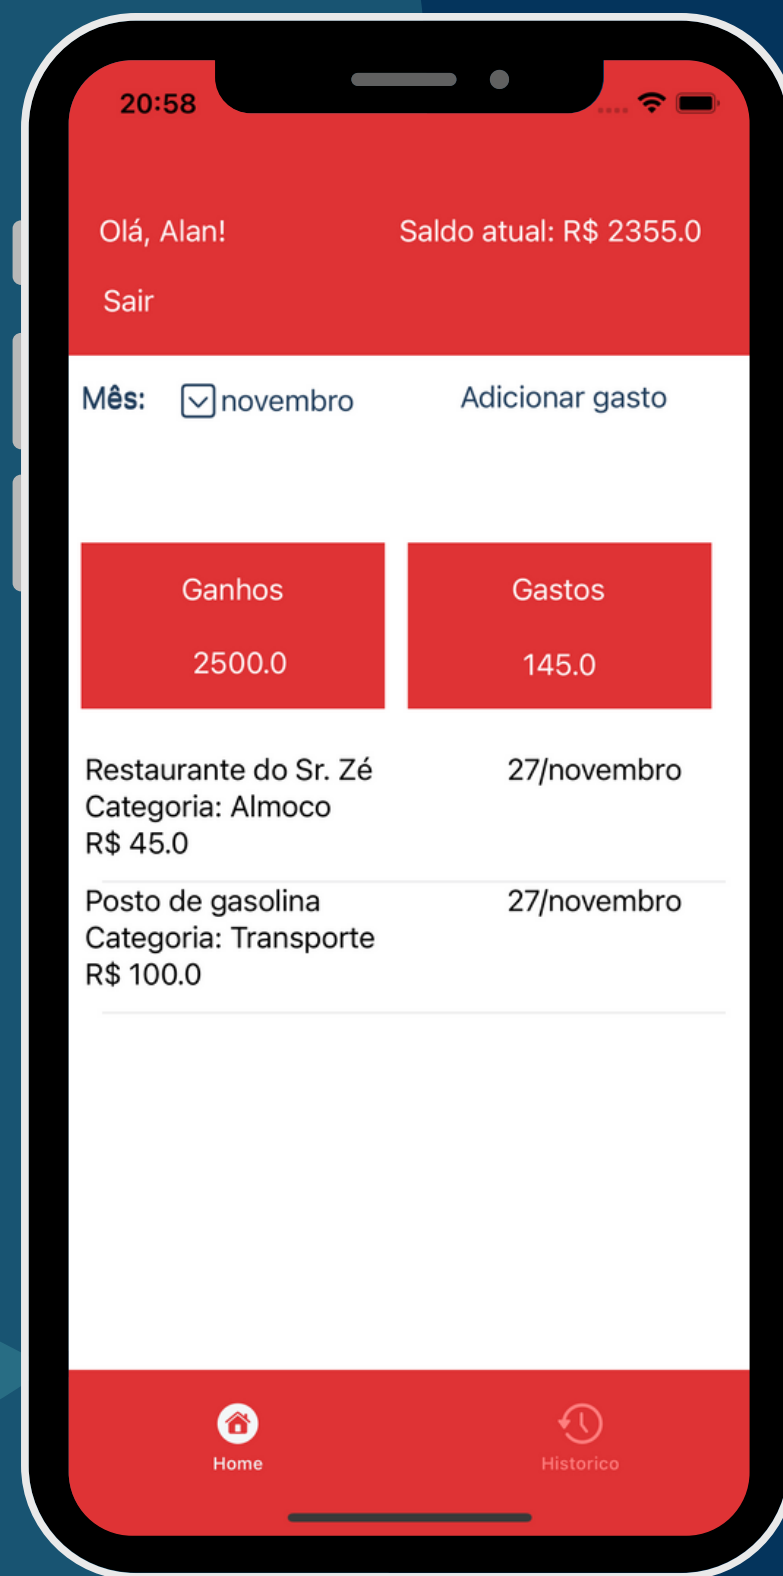 20:58
Olá, Alan!
Saldo atual: R$ 2355.0
Sair
Mês:
novembro
Adicionar gasto
Ganhos
2500.0
Gastos
145.0
Restaurante do Sr. Zé
27/novembro
Categoria: Almoco
R$ 45.0
Posto de gasolina
27/novembro
Categoria: Transporte
R$ 100.0
Home
Historico